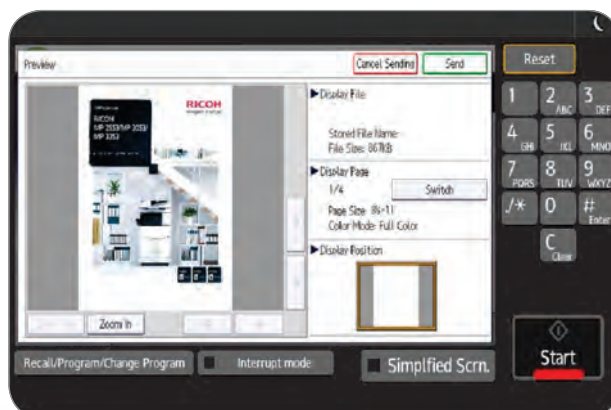 Preview
Cancel Sending
Send
RICOH
RICOH
MP 2553/MP 3053/
MP 3353
Display File
Stored File Name:
File Size: 867kB
Display Page
1/4
Switch
Page Size: 8½×11
Color Mode: Full Color
Display Position
Zoom In
Reset
1
2 ABC
3 DEF
4 GHI
5 JKL
6 MNO
7 PQRS
8 TUV
9 WXYZ
./*
0
# Enter
C Clear
Recall/Program/Change Program
Interrupt mode
Simplfied Scrn.
Start